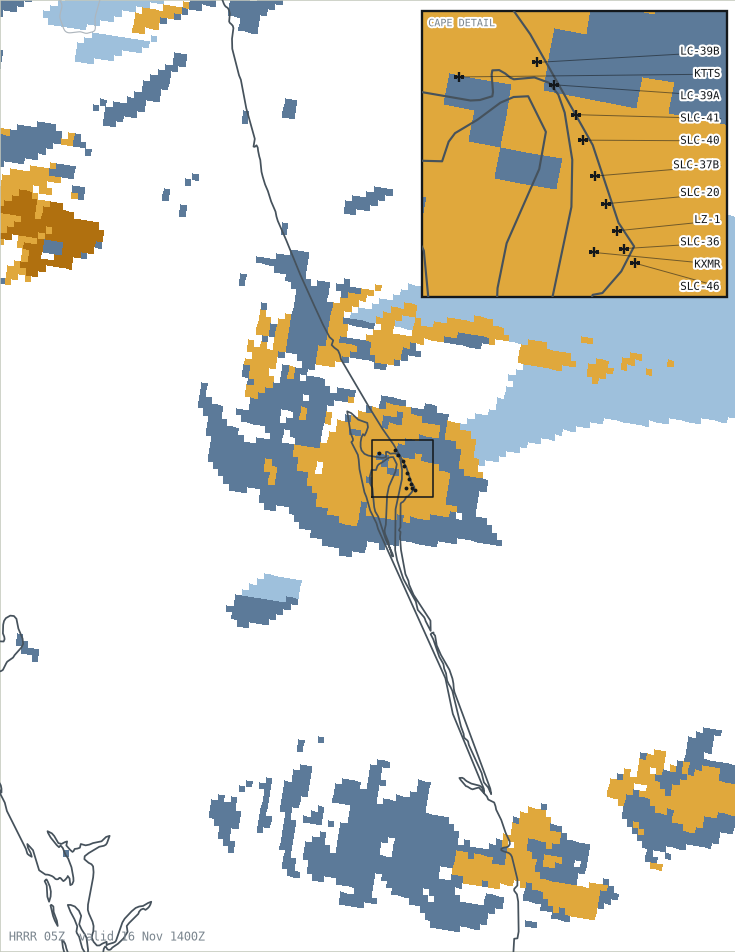 CAPE DETAIL
LC-39B
KTTS
LC-39A
SLC-41
SLC-40
SLC-37B
SLC-20
LZ-1
SLC-36
KXMR
SLC-46
HRRR 05Z  valid 16 Nov 1400Z